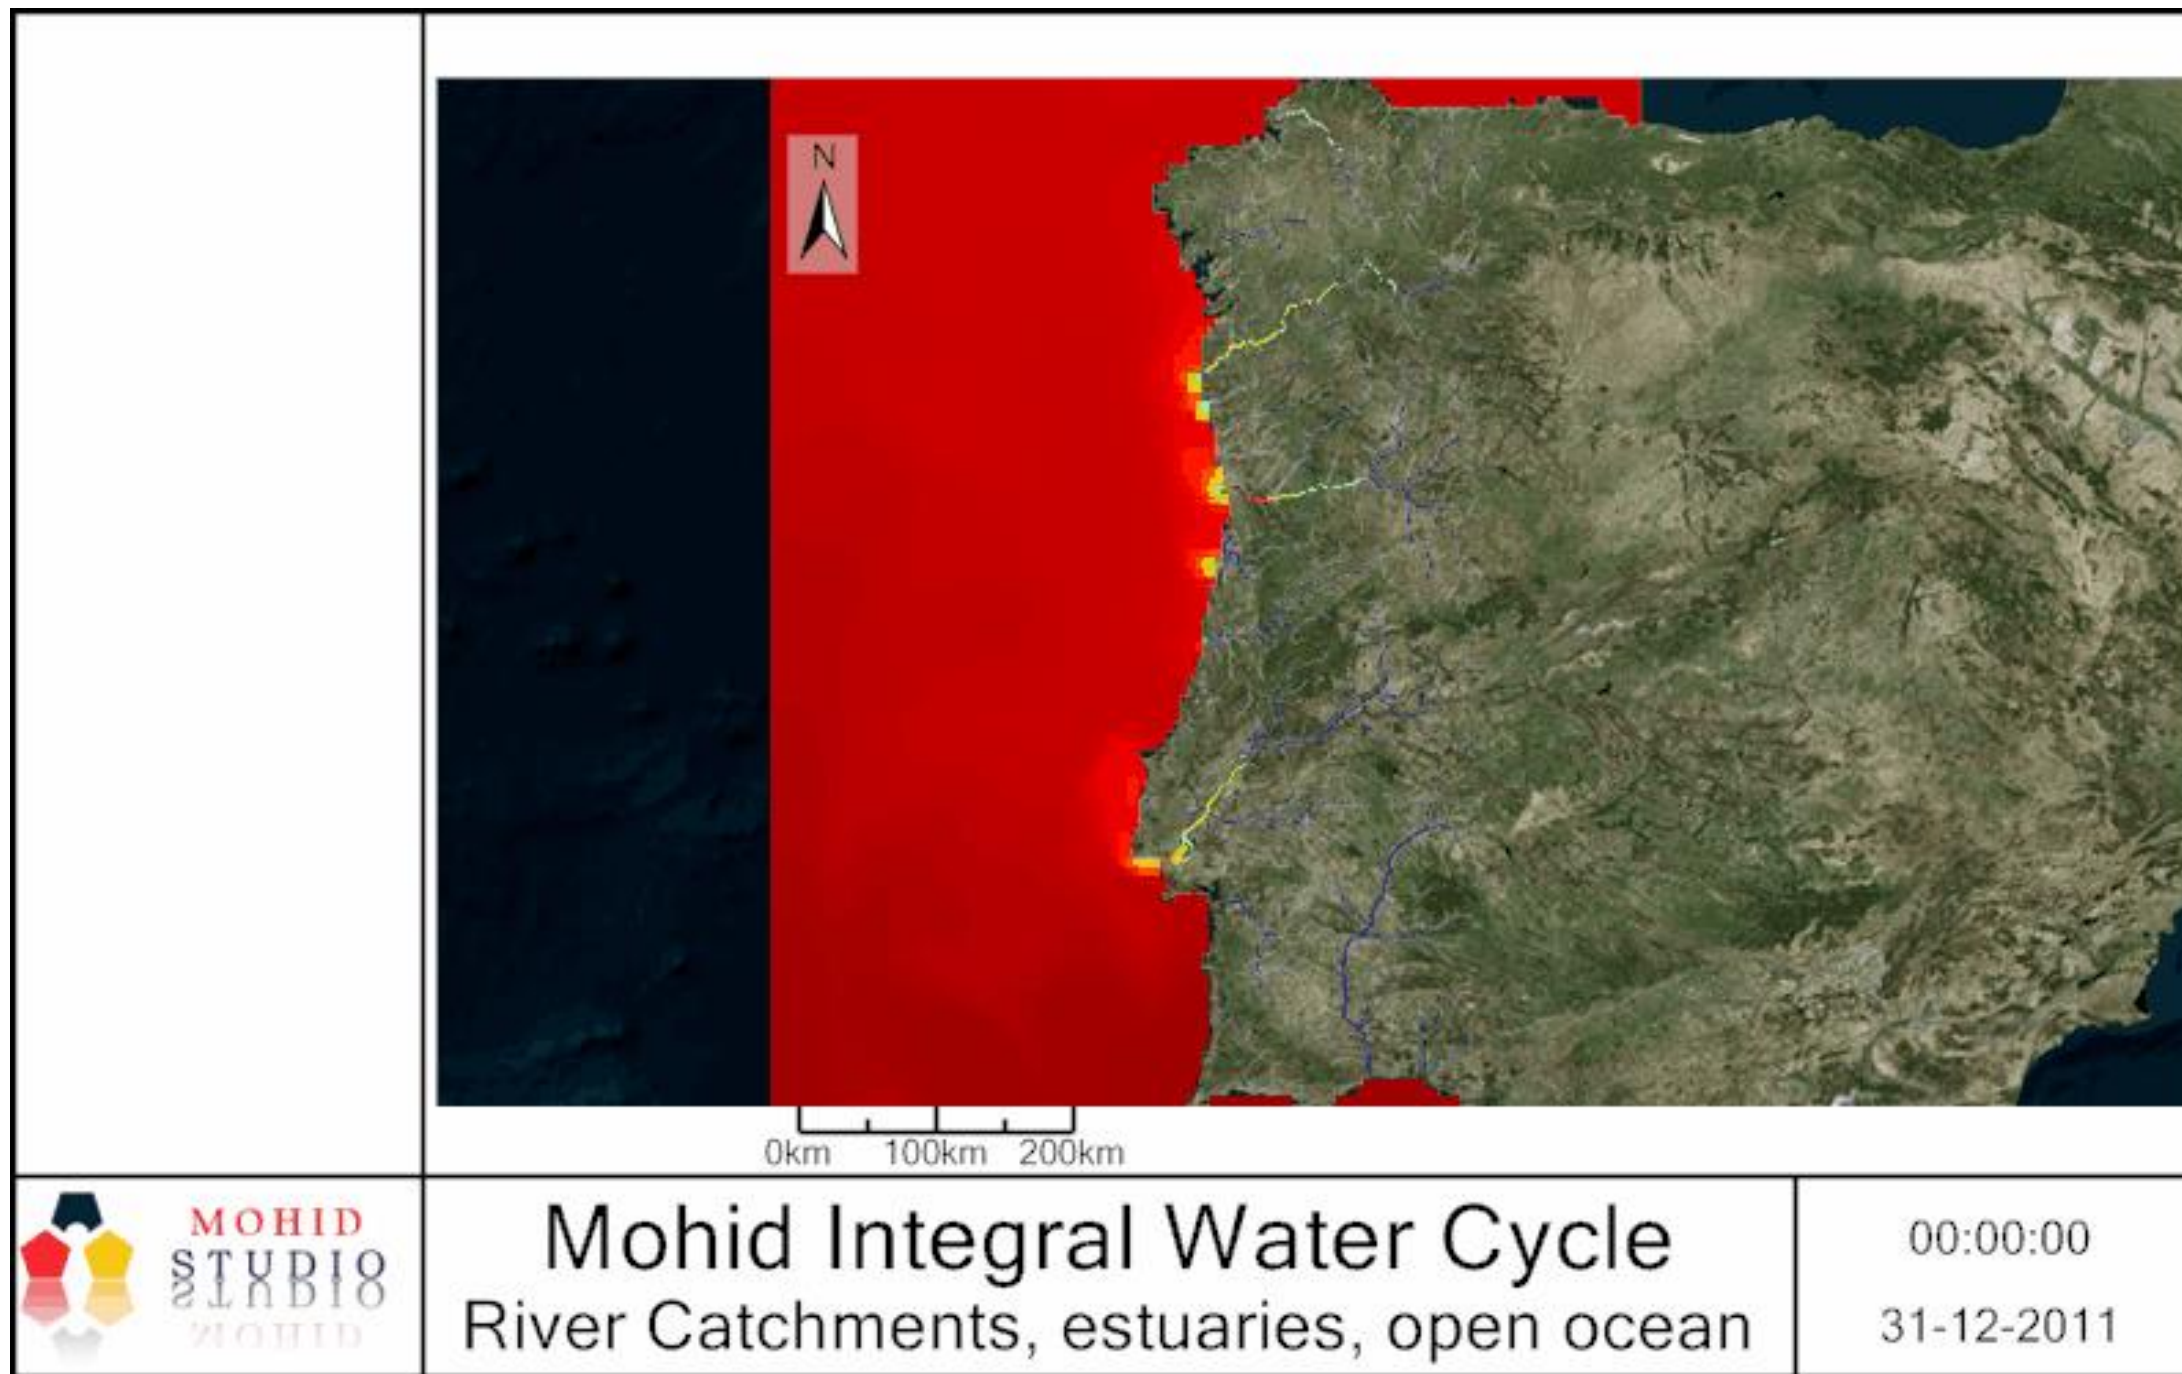 N
0km 100km 200km
MOHID
STUDIO
Mohid Integral Water Cycle
River Catchments, estuaries, open ocean
00:00:00
31-12-2011